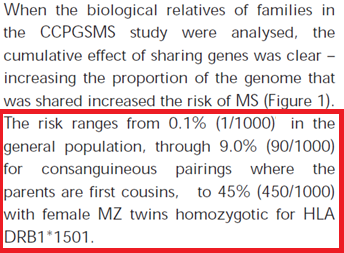 When the biological relatives of families in
the CCPGSMS study were analysed, the
cumulative effect of sharing genes was clear –
increasing the proportion of the genome that
was shared increased the risk of MS (Figure 1).
The risk ranges from 0.1% (1/1000) in the
general population, through 9.0% (90/1000)
for consanguineous pairings where the
parents are first cousins, to 45% (450/1000)
with female MZ twins homozygotic for HLA
DRB1*1501.